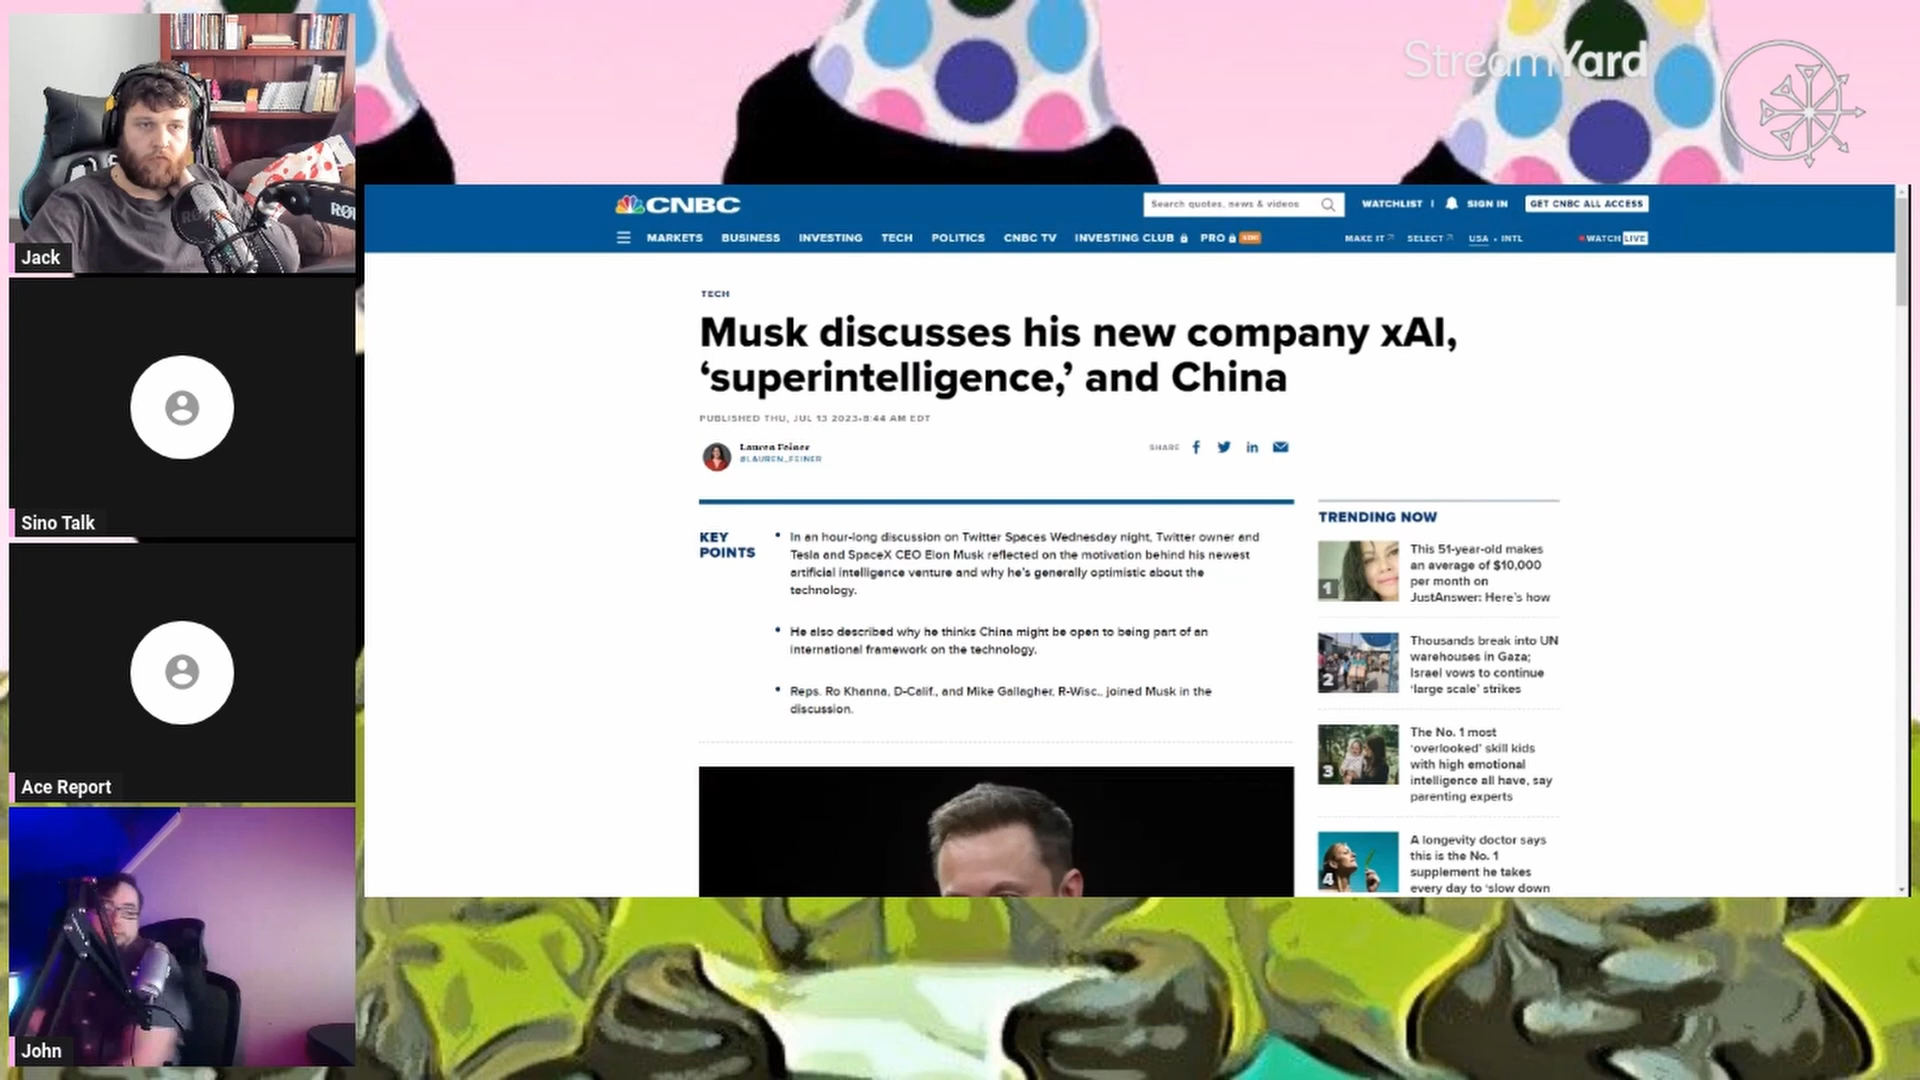 StreamYard
Jack
RØDE
Sino Talk
Ace Report
John
CNBC
Search quotes, news & videos
WATCHLIST |
SIGN IN
GET CNBC ALL ACCESS
MARKETS
BUSINESS
INVESTING
TECH
POLITICS
CNBC TV
INVESTING CLUB
PRO
MAKE IT
SELECT
USA • INTL
WATCH LIVE
TECH
Musk discusses his new company xAI,
‘superintelligence,’ and China
PUBLISHED THU, JUL 13 2023•8:44 AM EDT
Lauren Feiner
@LAUREN_FEINER
SHARE
KEY
POINTS
In an hour-long discussion on Twitter Spaces Wednesday night, Twitter owner and
Tesla and SpaceX CEO Elon Musk reflected on the motivation behind his newest
artificial intelligence venture and why he’s generally optimistic about the
technology.
He also described why he thinks China might be open to being part of an
international framework on the technology.
Reps. Ro Khanna, D-Calif., and Mike Gallagher, R-Wisc., joined Musk in the
discussion.
TRENDING NOW
1
This 51-year-old makes
an average of $10,000
per month on
JustAnswer: Here’s how
2
Thousands break into UN
warehouses in Gaza;
Israel vows to continue
‘large scale’ strikes
3
The No. 1 most
‘overlooked’ skill kids
with high emotional
intelligence all have, say
parenting experts
4
A longevity doctor says
this is the No. 1
supplement he takes
every day to ‘slow down